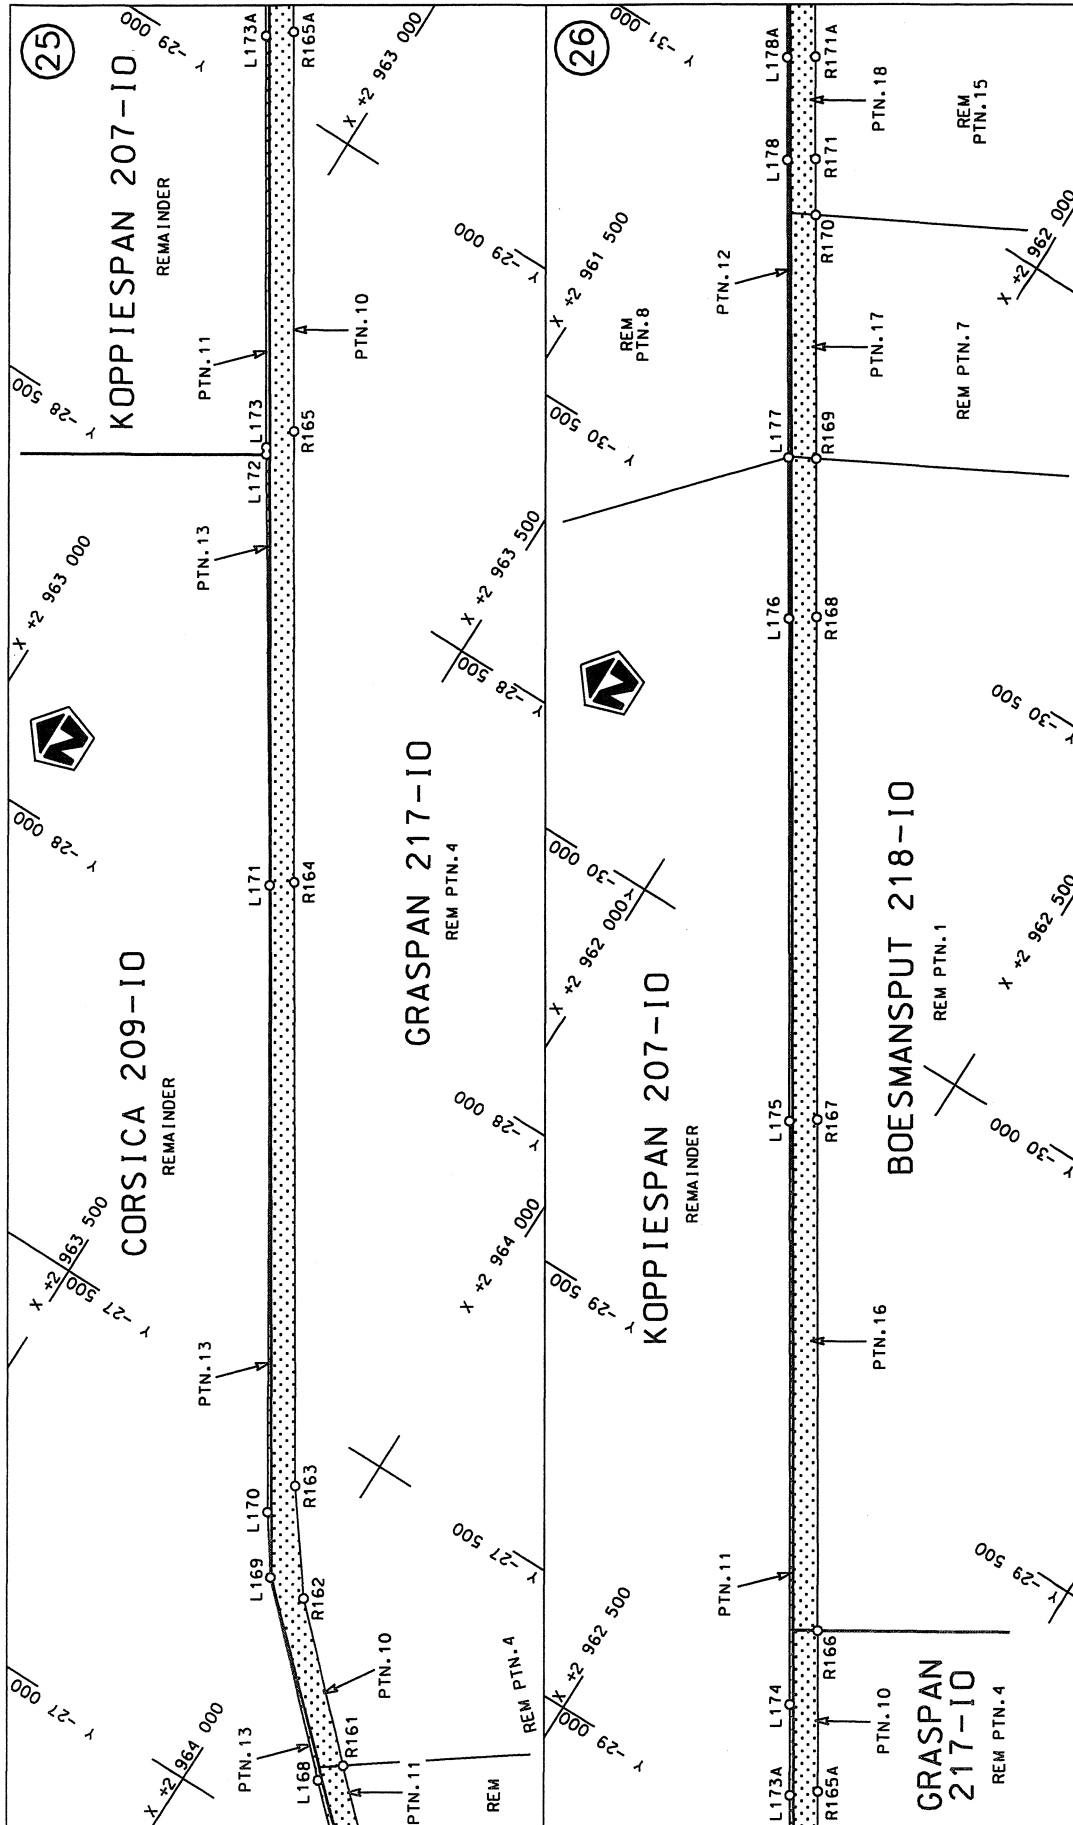 25
KOPPIESPAN 207-IO
REMAINDER
CORSICA 209-IO
REMAINDER
GRASPAN 217-IO
REM PTN.4
REM PTN.4
REM
PTN.11
PTN.10
PTN.13
PTN.13
PTN.13
PTN.11
PTN.10
L168
L169
L170
L171
L172
L173
L173A
R161
R162
R163
R164
R165
R165A
Y -27 000
Y -27 500
Y -28 000
Y -28 500
Y -29 000
Y -27 500
Y -28 000
Y -28 500
Y -29 000
X +2 964 000
X +2 963 500
X +2 963 000
X +2 964 000
X +2 963 500
X +2 963 000
N
26
KOPPIESPAN 207-IO
REMAINDER
REM
PTN.8
BOESMANSPUT 218-IO
REM PTN.1
GRASPAN
217-IO
REM PTN.4
REM PTN.7
REM
PTN.15
PTN.10
PTN.11
PTN.16
PTN.12
PTN.17
PTN.18
L173A
L174
L175
L176
L177
L178
L178A
R165A
R166
R167
R168
R169
R170
R171
R171A
Y -29 000
Y -29 500
Y -30 000
Y -30 500
Y -31 000
Y -29 500
Y -30 000
Y -30 500
X +2 962 500
X +2 962 000
X +2 961 500
X +2 962 500
X +2 962 000
N